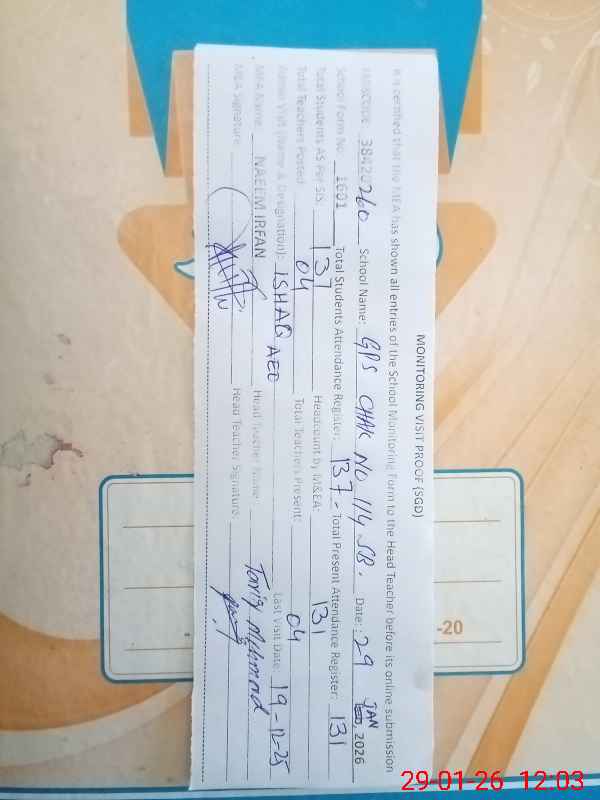 MONITORING VISIT PROOF (SGD)
It is certified that the MEA has shown all entries of the School Monitoring Form to the Head Teacher before its online submission
38420260 School Name: GPS CHAK NO 114 SB. Date: 29 JAN, 2026
School Form No: 1601 Total Students Attendance Register: 137- Total Present Attendance Register: 131
Total Students AS Per SIS: 137 Headcount by M&EA: 131
Total Teachers Posted: 04 Total Teachers Present: 04
Visit (Name & Designation): ISHAQ AEO Last Visit Date: 19-12-25
MEA Name: NAEEM IRFAN Head Teacher Name: Tariq Mehmood
MEA Signature: Head Teacher Signature:
-20
29-01-26 12:03